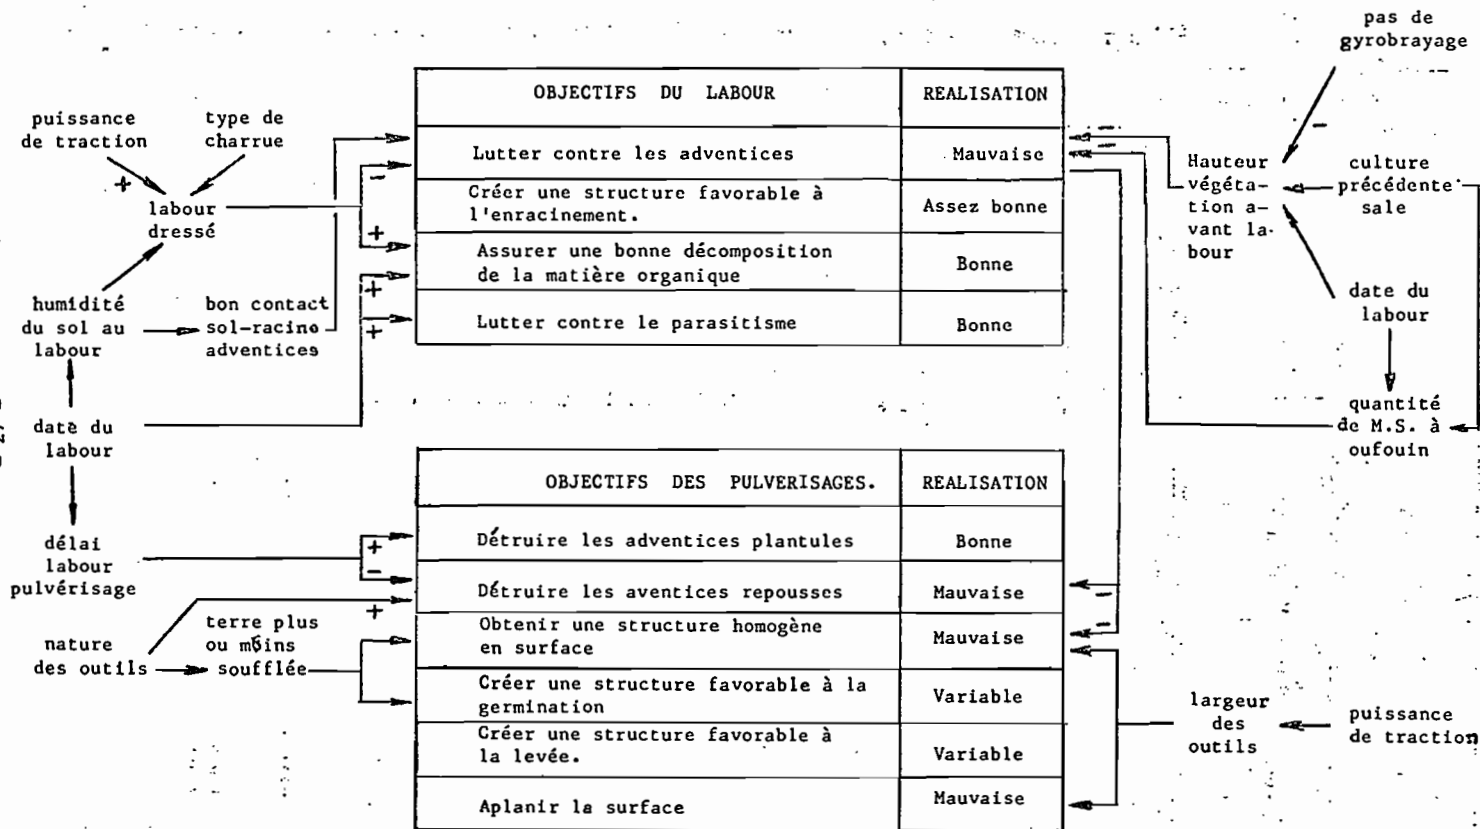 pas de
gyrobrayage
OBJECTIFS DU LABOUR
REALISATION
puissance
de traction
type de
charrue
+
labour
dressé
humidité
du sol au
labour
bon contact
sol-racine
adventices
date du
labour
délai
labour
pulvérisage
nature
des outils
terre plus
ou moins
soufflée
-
+
+
+
Lutter contre les adventices
Mauvaise
Créer une structure favorable à
l'enracinement.
Assez bonne
Assurer une bonne décomposition
de la matière organique
Bonne
Lutter contre le parasitisme
Bonne
-
-
Hauteur
végéta-
tion a-
vant la-
bour
-
culture
précédente
sale
date du
labour
quantité
de M.S. à
oufouin
OBJECTIFS DES PULVERISAGES.
REALISATION
+
-
+
Détruire les adventices plantules
Bonne
Détruire les aventices repousses
Mauvaise
Obtenir une structure homogène
en surface
Mauvaise
Créer une structure favorable à la
germination
Variable
Créer une structure favorable à
la levée.
Variable
Aplanir la surface
Mauvaise
-
-
largeur
des
outils
puissance
de traction